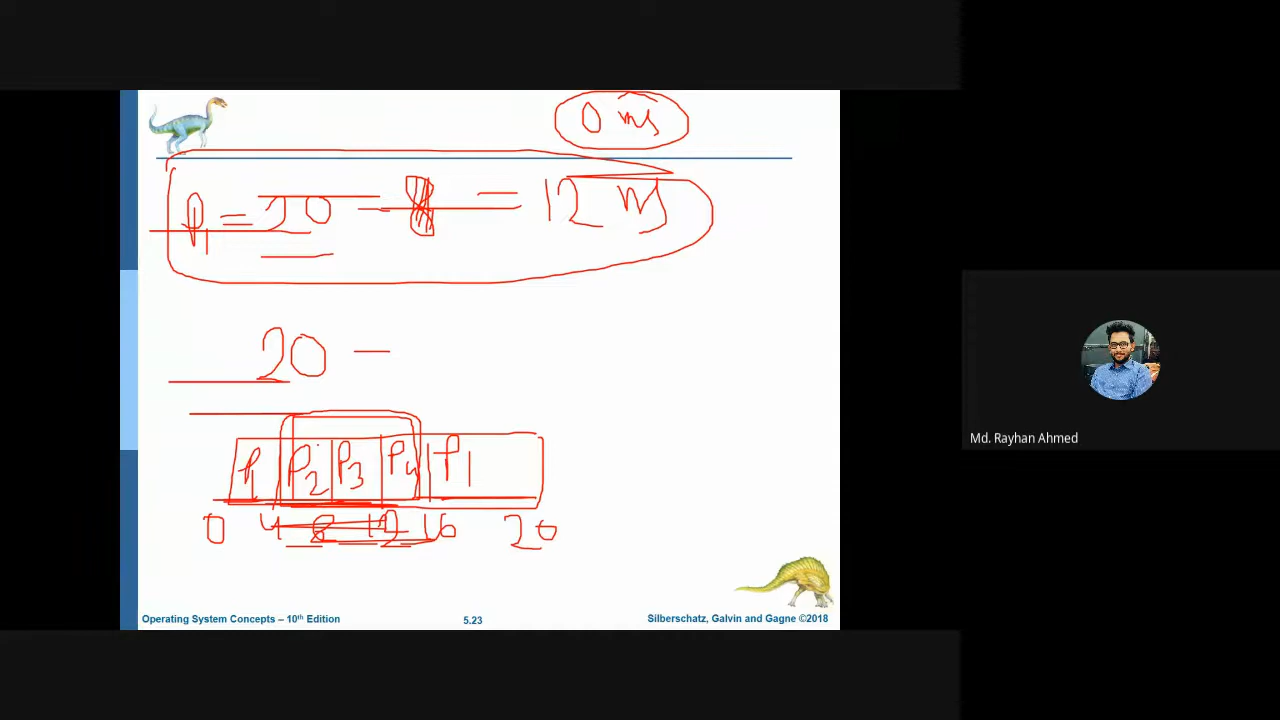 0 ms
P1 = 20 - 8 = 12 ms
20 -
P1 P2 P3 P4 P1
0 4 8 12 16 20
Md. Rayhan Ahmed
Operating System Concepts – 10th Edition 5.23 Silberschatz, Galvin and Gagne ©2018